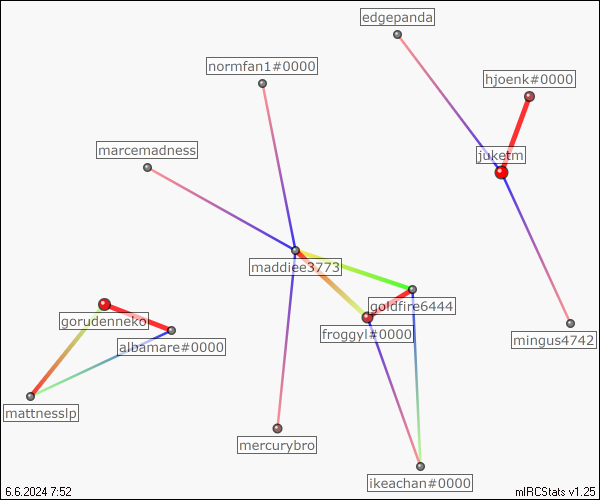 edgepanda
normfan1#0000
hjoenk#0000
marcemadness
juketm
maddiee3773
goldfire6444
gorudenneko
froggyl#0000
albamare#0000
mingus4742
mattnesslp
mercurybro
ikeachan#0000
6.6.2024 7:52
mIRCStats v1.25